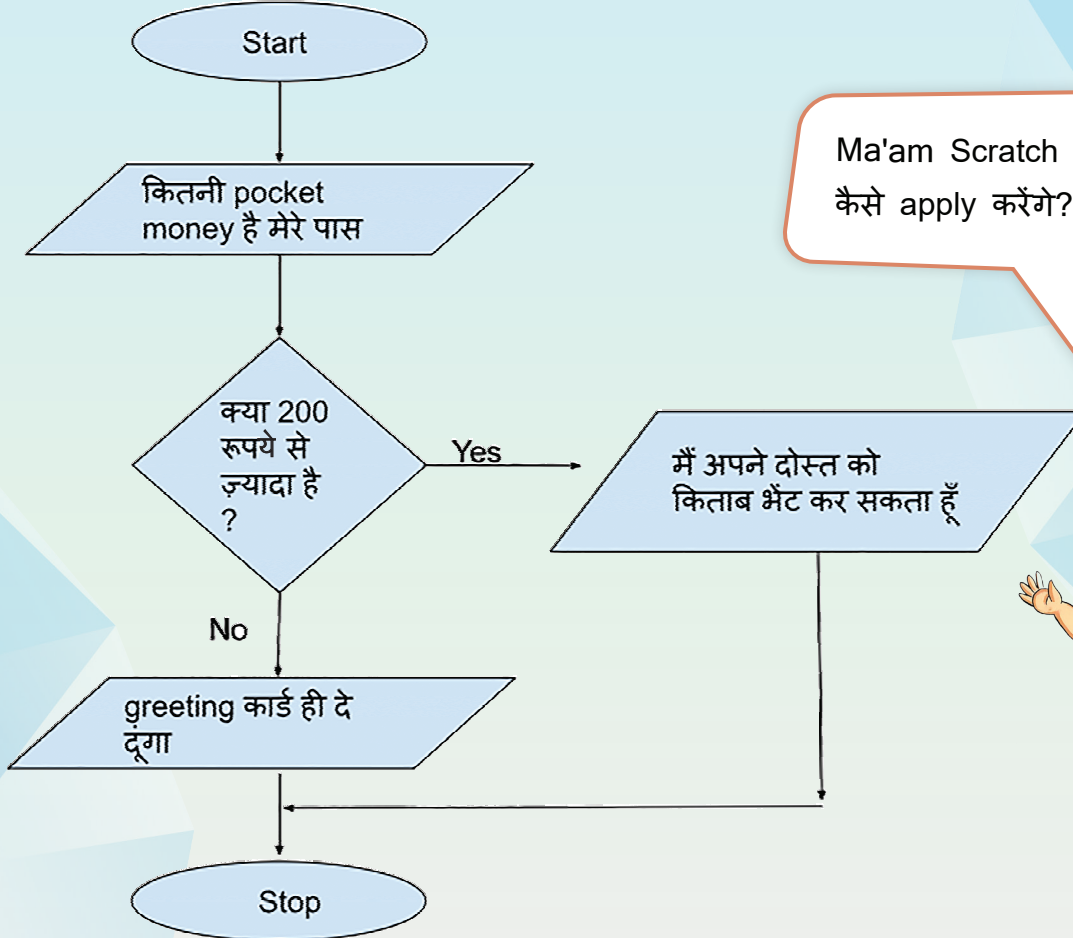 Start
कितनी pocket
money है मेरे पास
Ma'am Scratch
कैसे apply करेंगे?
क्या 200
रूपये से
ज़्यादा है
?
Yes
मैं अपने दोस्त को
किताब भेंट कर सकता हूँ
No
greeting कार्ड ही दे
दूंगा
Stop